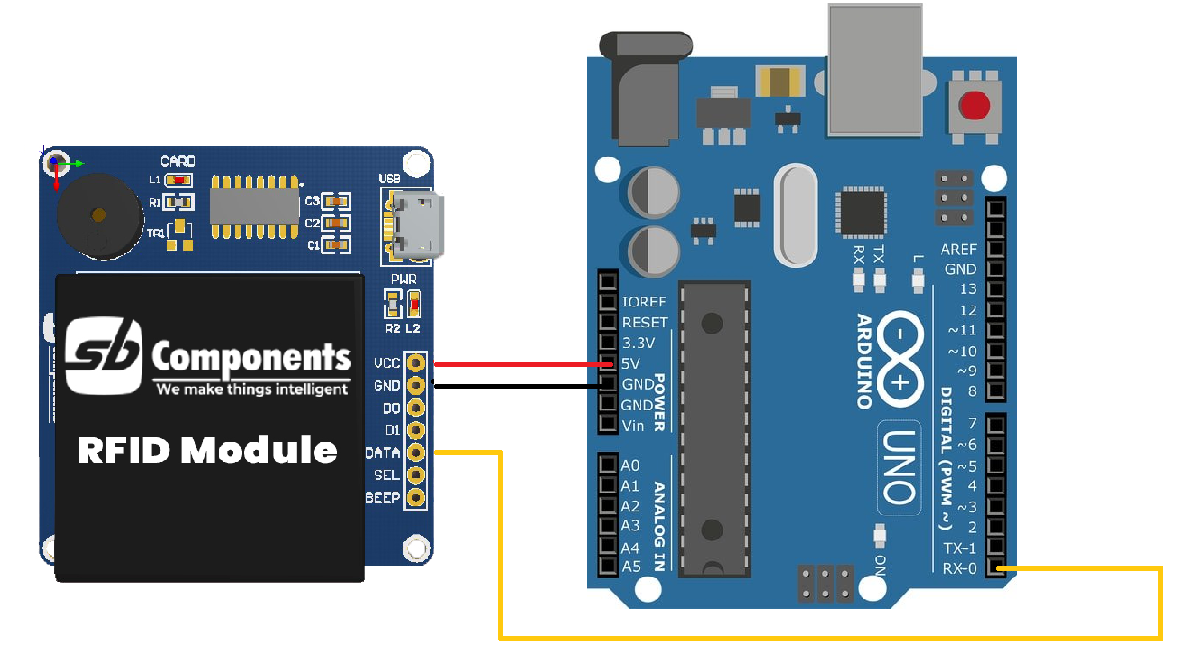 CARD
L1
R1
TR1
C3
C2
C1
USB
PWR
R2 L2
sb Components
We make things intelligent
RFID Module
VCC
GND
D0
D1
DATA
SEL
BEEP
IOREF
RESET
3.3V
5V
GND
GND
Vin
POWER
A0
A1
A2
A3
A4
A5
ANALOG IN
RX
TX
L
ARDUINO
UNO
ON
AREF
GND
13
12
~11
~10
~9
8
7
~6
~5
4
~3
2
TX-1
RX-0
DIGITAL (PWM ~)